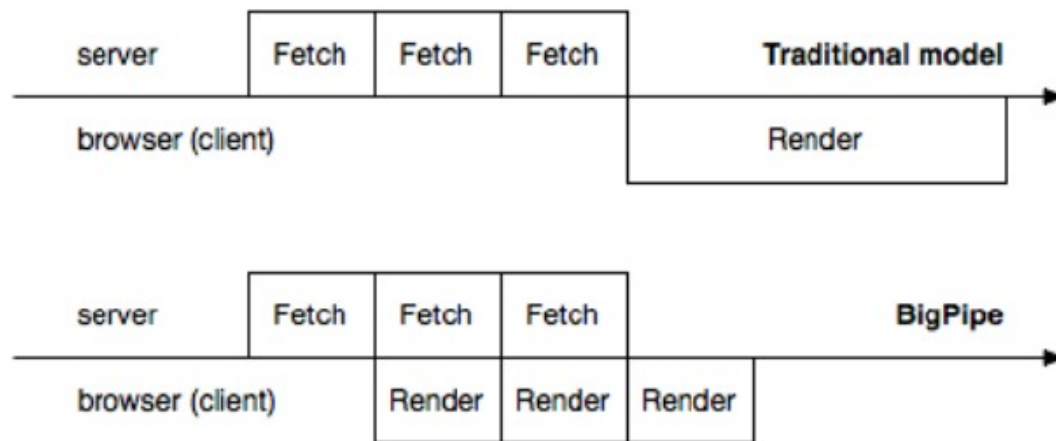 server Fetch Fetch Fetch Traditional model
browser (client) Render
server Fetch Fetch Fetch BigPipe
browser (client) Render Render Render